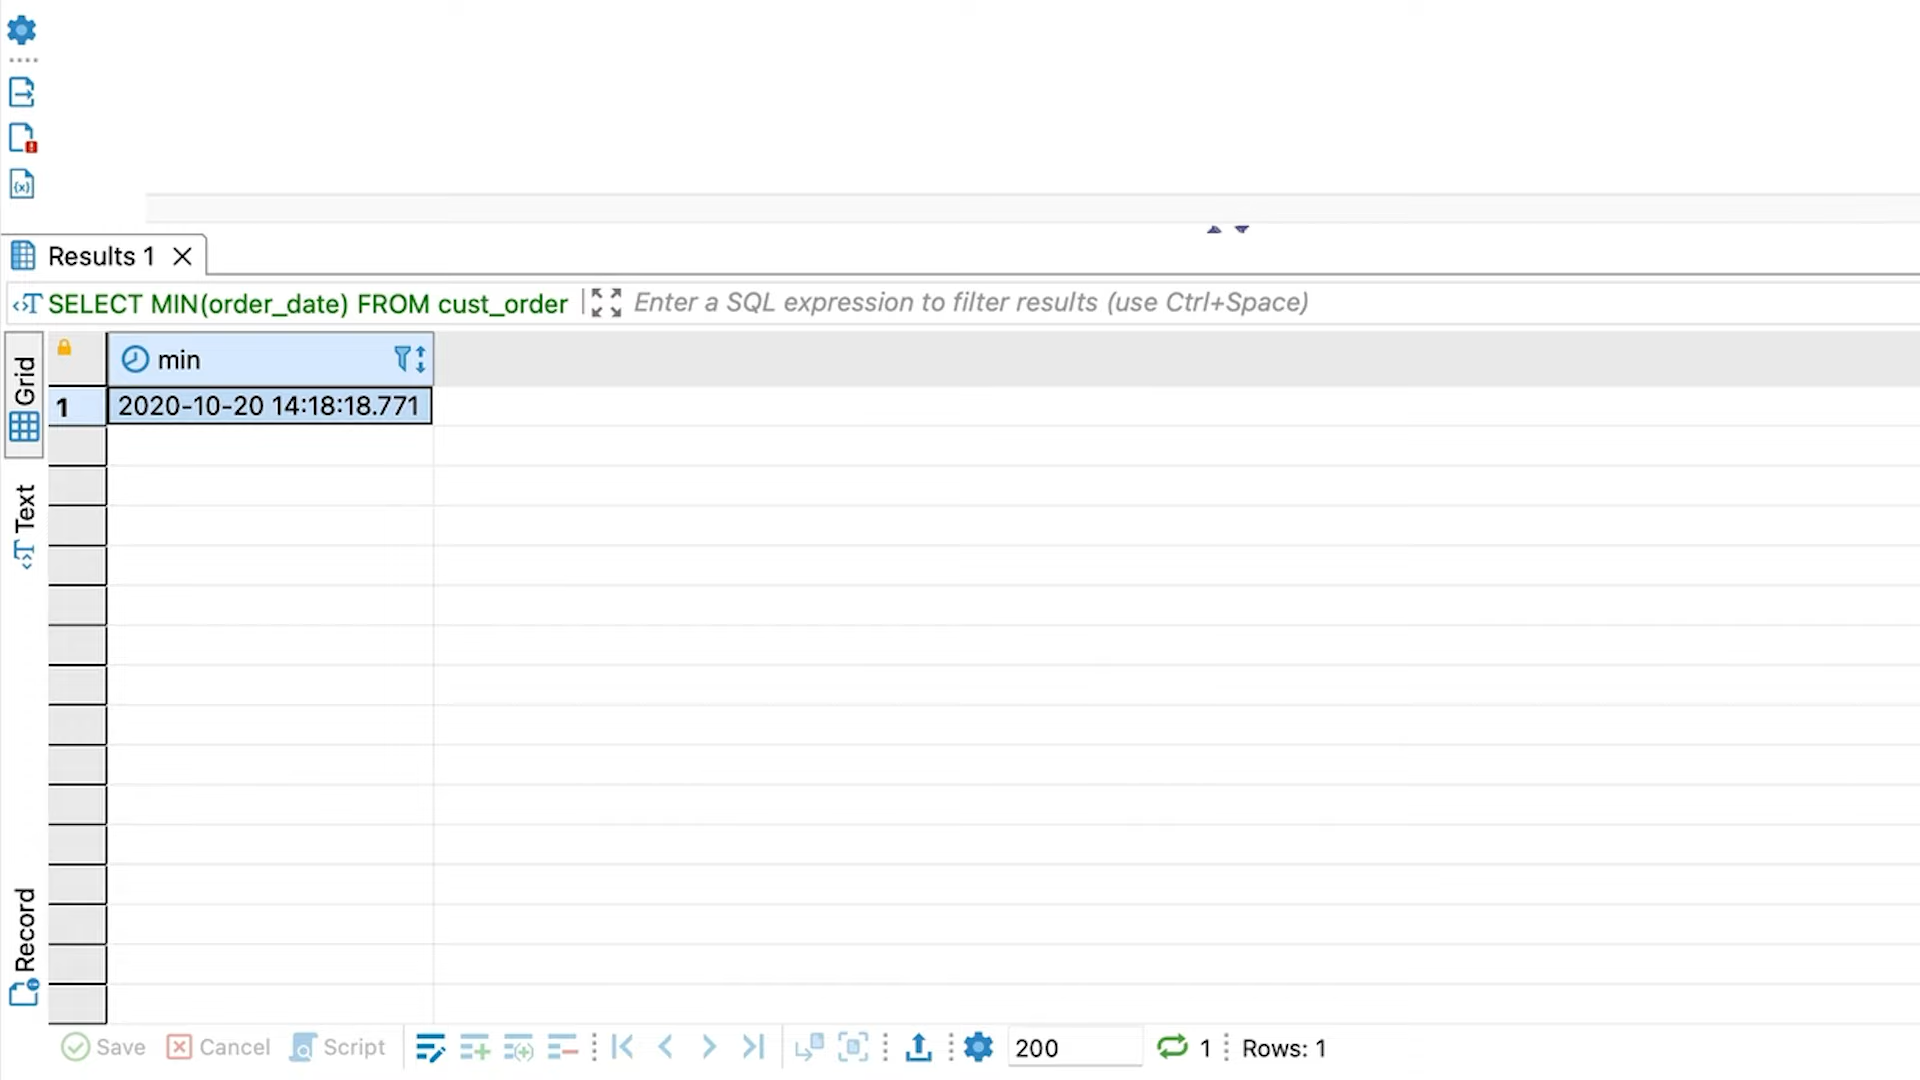 Results 1
SELECT MIN(order_date) FROM cust_order
Enter a SQL expression to filter results (use Ctrl+Space)
Grid
min
1
2020-10-20 14:18:18.771
Text
Record
Save
Cancel
Script
200
1
Rows: 1